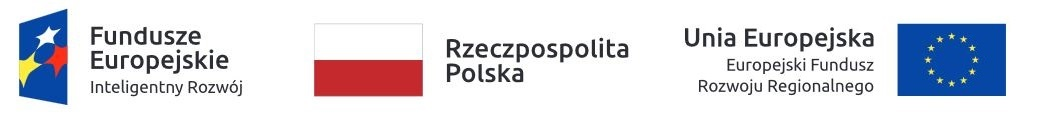 Fundusze
Europejskie
Inteligentny Rozwój
Rzeczpospolita
Polska
Unia Europejska
Europejski Fundusz
Rozwoju Regionalnego